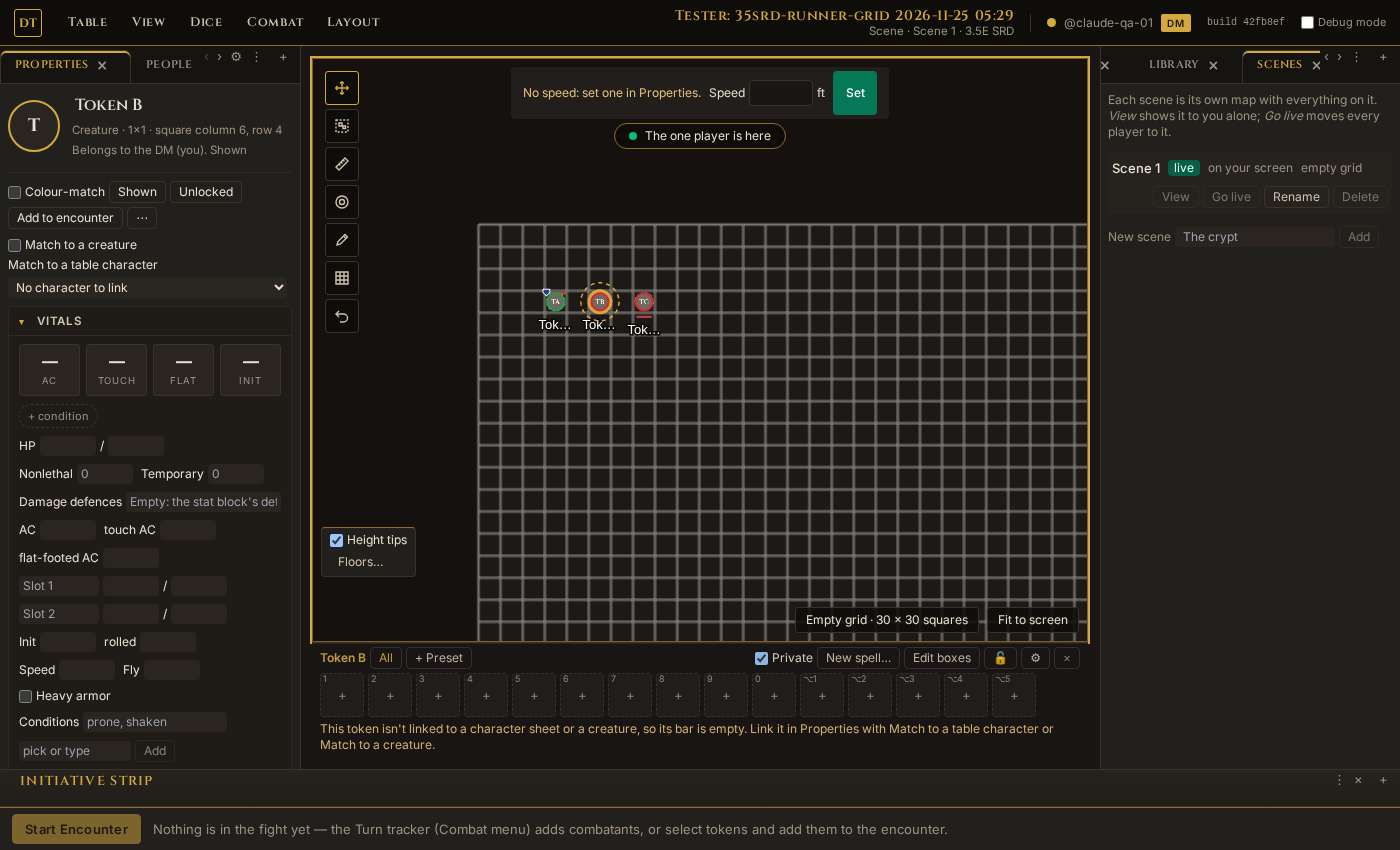 DT TABLE VIEW DICE COMBAT LAYOUT
TESTER: 35SRD-RUNNER-GRID 2026-11-25 05:29
Scene · Scene 1 · 3.5E SRD
@claude-qa-01 DM build 42fb8ef Debug mode
PROPERTIES × PEOPLE ‹ › ⚙ ⋮ +
T
TOKEN B
Creature · 1×1 · square column 6, row 4
Belongs to the DM (you). Shown
Colour-match Shown Unlocked
Add to encounter ...
Match to a creature
Match to a table character
No character to link
▾ VITALS
— — — —
AC TOUCH FLAT INIT
+ condition
HP /
Nonlethal 0 Temporary 0
Damage defences Empty: the stat block's def
AC touch AC
flat-footed AC
Slot 1 /
Slot 2 /
Init rolled
Speed Fly
Heavy armor
Conditions prone, shaken
pick or type Add
No speed: set one in Properties. Speed ft Set
The one player is here
TA TB TC
Tok... Tok... Tok...
Height tips
Floors...
Empty grid · 30 × 30 squares Fit to screen
Token B All + Preset Private New spell... Edit boxes 🔓 ⚙ ×
1 2 3 4 5 6 7 8 9 0 ⌥1 ⌥2 ⌥3 ⌥4 ⌥5
+ + + + + + + + + + + + + + +
This token isn't linked to a character sheet or a creature, so its bar is empty. Link it in Properties with Match to a table character or
Match to a creature.
× LIBRARY × SCENES × ‹ › ⋮ +
Each scene is its own map with everything on it.
View shows it to you alone; Go live moves every
player to it.
Scene 1 live on your screen empty grid
View Go live Rename Delete
New scene The crypt Add
INITIATIVE STRIP ⋮ × +
Start Encounter Nothing is in the fight yet — the Turn tracker (Combat menu) adds combatants, or select tokens and add them to the encounter.